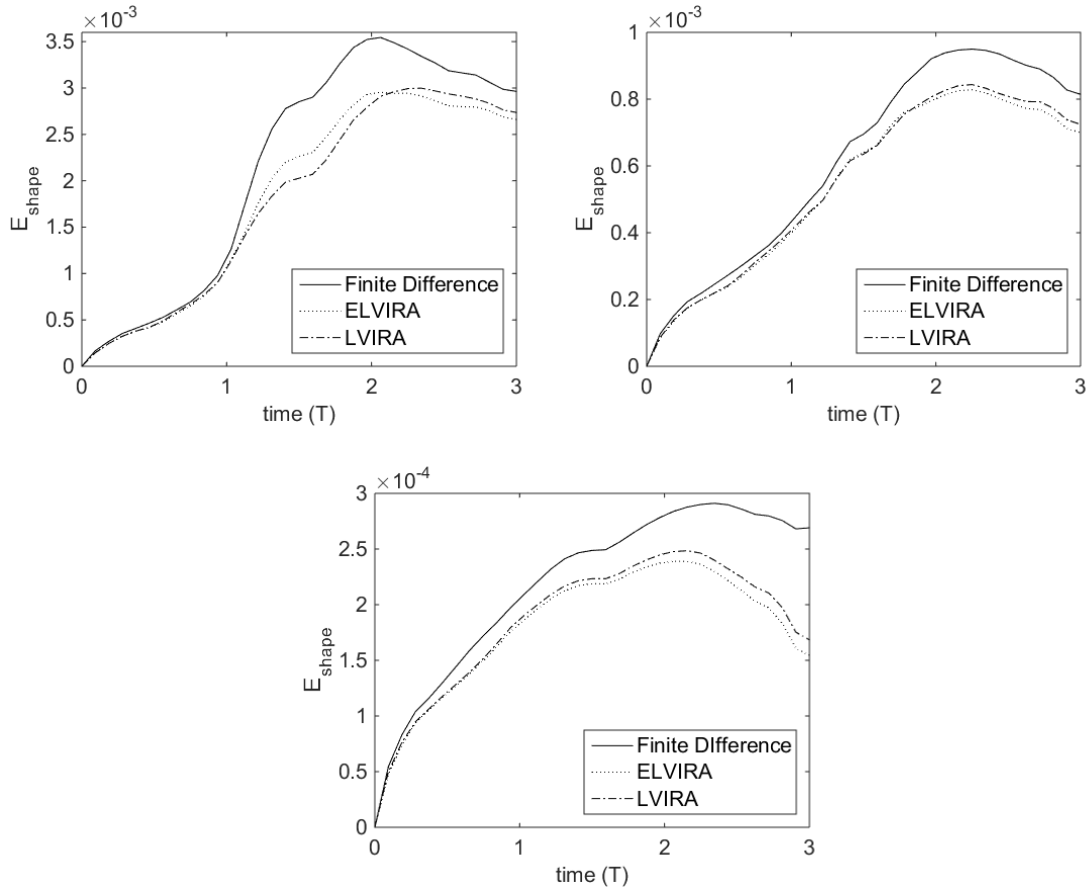 ×10⁻³
3.5
3
2.5
2
1.5
1
0.5
0
E_shape
0 1 2 3
time (T)
Finite Difference
ELVIRA
LVIRA
×10⁻³
1
0.8
0.6
0.4
0.2
0
E_shape
0 1 2 3
time (T)
Finite Difference
ELVIRA
LVIRA
×10⁻⁴
3
2.5
2
1.5
1
0.5
0
E_shape
0 1 2 3
time (T)
Finite DIfference
ELVIRA
LVIRA